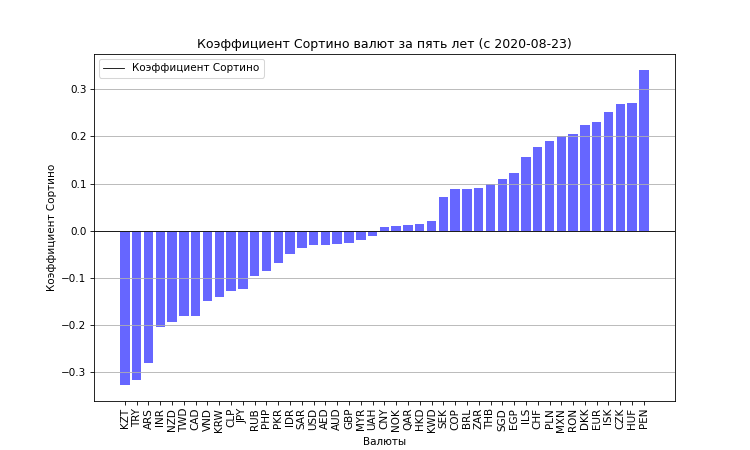 Коэффициент Сортино валют за пять лет (с 2020-08-23)
Коэффициент Сортино
Коэффициент Сортино
0.3
0.2
0.1
0.0
−0.1
−0.2
−0.3
KZT TRY ARS INR NZD TWD CAD VND KRW CLP JPY RUB PHP PKR IDR SAR USD AED AUD GBP MYR UAH CNY NOK QAR HKD KWD SEK COP BRL ZAR THB SGD EGP ILS CHF PLN MXN RON DKK EUR ISK CZK HUF PEN
Валюты